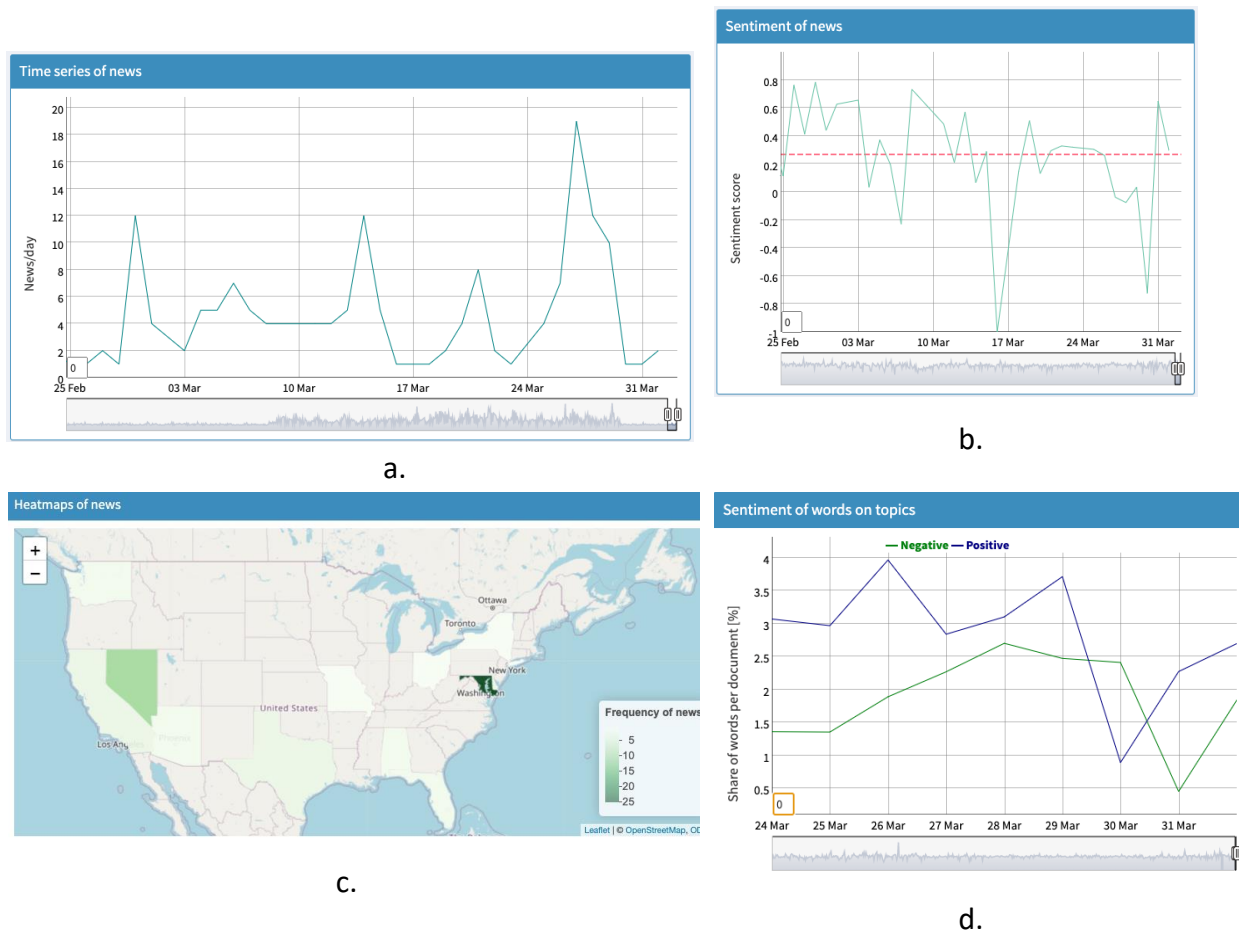 Time series of news
News/day
20
18
16
14
12
10
8
6
4
2
0
0
25 Feb 03 Mar 10 Mar 17 Mar 24 Mar 31 Mar
a.
Sentiment of news
Sentiment score
0.8
0.6
0.4
0.2
0
-0.2
-0.4
-0.6
-0.8
-1
0
25 Feb 03 Mar 10 Mar 17 Mar 24 Mar 31 Mar
b.
Heatmaps of news
+
−
Ottawa
Toronto
New York
Washington
United States
Los An
Phoenix
Frequency of news
5
10
15
20
25
Leaflet | © OpenStreetMap, OD
c.
Sentiment of words on topics
Negative Positive
Share of words per document [%]
4
3.5
3
2.5
2
1.5
1
0.5
0
24 Mar 25 Mar 26 Mar 27 Mar 28 Mar 29 Mar 30 Mar 31 Mar
d.